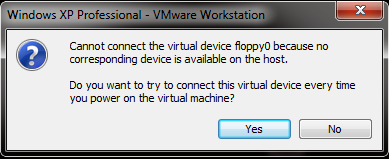 Windows XP Professional - VMware Workstation
Cannot connect the virtual device floppy0 because no
corresponding device is available on the host.
Do you want to try to connect this virtual device every time
you power on the virtual machine?
Yes No